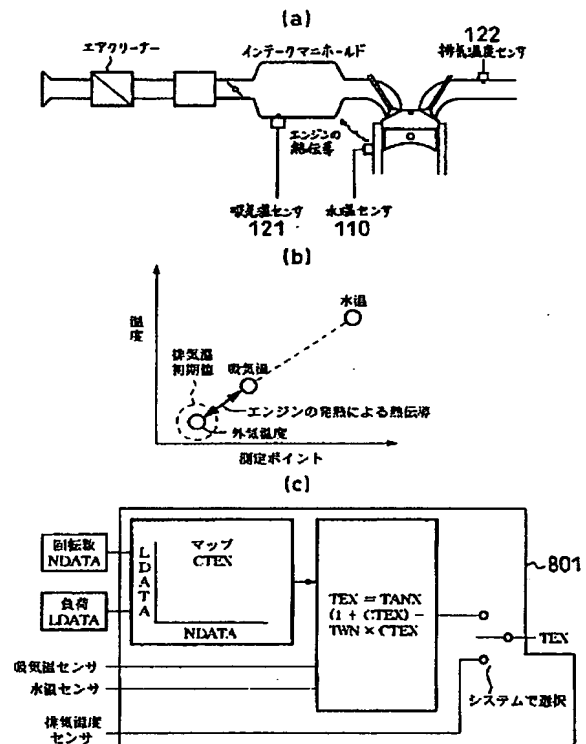 (a)
エアクリーナー
インテークマニホールド
122
排気温度センサ
エンジンの
熱伝導
吸気温センサ
121
水温センサ
110
(b)
温度
水温
排気温
初期値
吸気温
エンジンの発熱による熱伝導
外気温度
測定ポイント
(c)
回転数
NDATA
負荷
LDATA
LDATA
マップ
CTEX
NDATA
TEX = TANX
(1 + CTEX) −
TWN × CTEX
801
TEX
吸気温センサ
水温センサ
排気温度
センサ
システムで選択